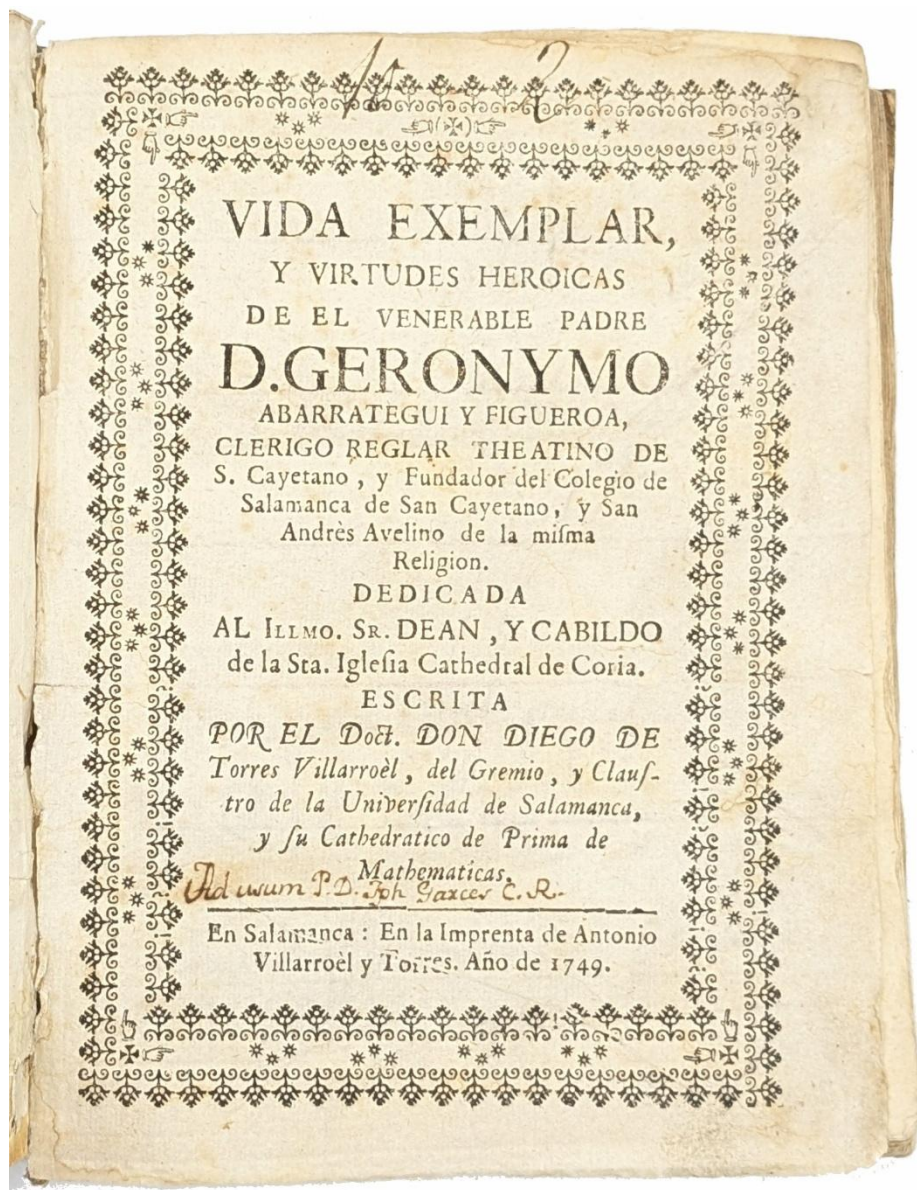 VIDA EXEMPLAR,
Y VIRTUDES HEROICAS
DE EL VENERABLE PADRE
D.GERONYMO
ABARRATEGUI Y FIGUEROA,
CLERIGO REGLAR THEATINO DE
S. Cayetano, y Fundador del Colegio de
Salamanca de San Cayetano, y San
Andrès Avelino de la miſma
Religion.
DEDICADA
AL ILLMO. SR. DEAN, Y CABILDO
de la Sta. Igleſia Cathedral de Coria.
ESCRITA
POR EL Doct. DON DIEGO DE
Torres Villarroèl, del Gremio, y Clauſ-
tro de la Univerſidad de Salamanca,
y ſu Cathedratico de Prima de
Mathematicas.
Ad usum P. D. Jph Garces C. R.
En Salamanca : En la Imprenta de Antonio
Villarroèl y Torres. Año de 1749.